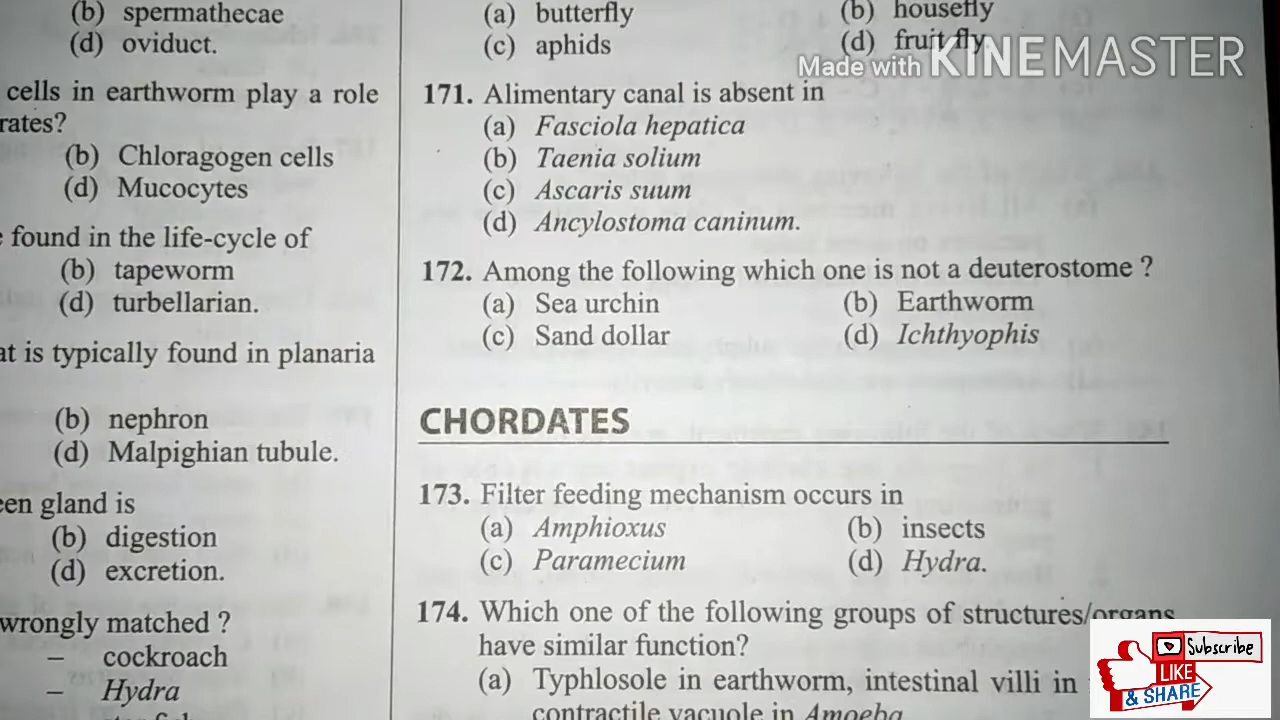 (b) spermathecae
(d) oviduct.
cells in earthworm play a role
rates?
(b) Chloragogen cells
(d) Mucocytes
found in the life-cycle of
(b) tapeworm
(d) turbellarian.
at is typically found in planaria
(b) nephron
(d) Malpighian tubule.
een gland is
(b) digestion
(d) excretion.
wrongly matched ?
– cockroach
– Hydra
(a) butterfly (b) housefly
(c) aphids (d) fruit fly.
Made with KINEMASTER
171. Alimentary canal is absent in
(a) Fasciola hepatica
(b) Taenia solium
(c) Ascaris suum
(d) Ancylostoma caninum.
172. Among the following which one is not a deuterostome ?
(a) Sea urchin (b) Earthworm
(c) Sand dollar (d) Ichthyophis
CHORDATES
173. Filter feeding mechanism occurs in
(a) Amphioxus (b) insects
(c) Paramecium (d) Hydra.
174. Which one of the following groups of structures/organs
have similar function?
(a) Typhlosole in earthworm, intestinal villi in
contractile vacuole in Amoeba
Subscribe
LIKE
& SHARE